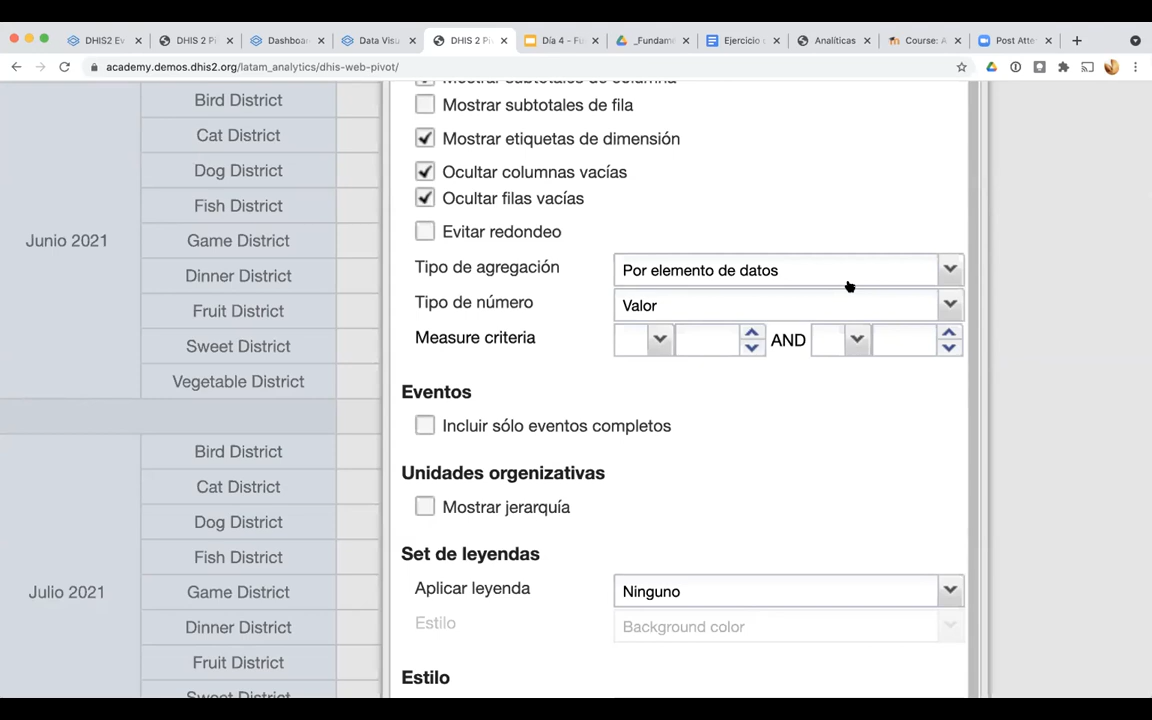 DHIS2 Ev
DHIS 2 Pi
Dashboa
Data Visu
DHIS 2 Pi
Día 4 - Fu
_Fundam
Ejercicio
Analíticas
Course: A
Post Atte
academy.demos.dhis2.org/latam_analytics/dhis-web-pivot/
Mostrar subtotales de columna
Bird District
Mostrar subtotales de fila
Cat District
Mostrar etiquetas de dimensión
Dog District
Ocultar columnas vacías
Fish District
Ocultar filas vacías
Junio 2021
Game District
Evitar redondeo
Dinner District
Tipo de agregación
Por elemento de datos
Fruit District
Tipo de número
Valor
Sweet District
Measure criteria
AND
Vegetable District
Eventos
Incluir sólo eventos completos
Bird District
Unidades orgenizativas
Cat District
Mostrar jerarquía
Dog District
Set de leyendas
Fish District
Julio 2021
Game District
Aplicar leyenda
Ninguno
Dinner District
Estilo
Background color
Fruit District
Estilo
Sweet District